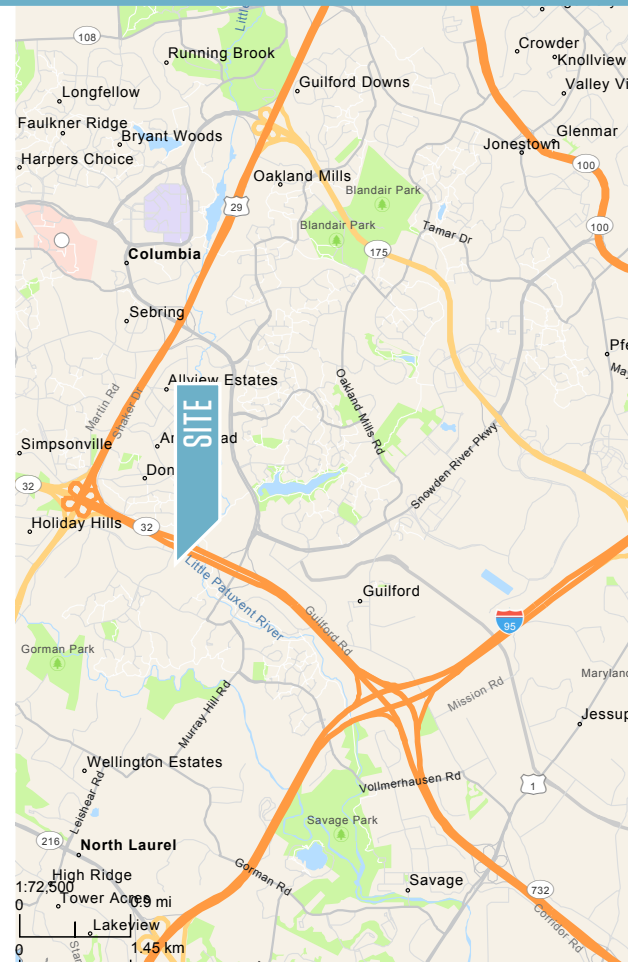 Little
108
Running Brook
Crowder
Knollview
Longfellow
Guilford Downs
Faulkner Ridge
Bryant Woods
Glenmar
Jonestown
Harpers Choice
100
Oakland Mills
Blandair Park
29
Blandair Park
Tamar Dr
100
Columbia
175
Sebring
Martin Rd
Shaker Dr
Allview Estates
Oakland Mills Rd
SITE
Simpsonville
Snowden River Pkwy
32
Holiday Hills
32
Little Patuxent River
Guilford
Guilford Rd
95
Gorman Park
Mission Rd
Maryland
Jessup
Murray Hill Rd
Wellington Estates
Vollmerhausen Rd
1
Leishear Rd
Savage Park
216
North Laurel
Gorman Rd
High Ridge
Savage
732
1:72,500
Tower Acres
0
0.9 mi
Corridor Rd
Lakeview
0
1.45 km